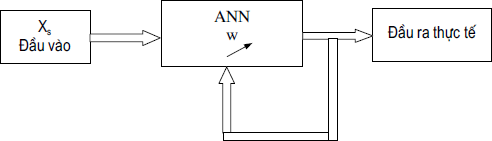 Xs
Đầu vào
ANN
w
Đầu ra thực tế